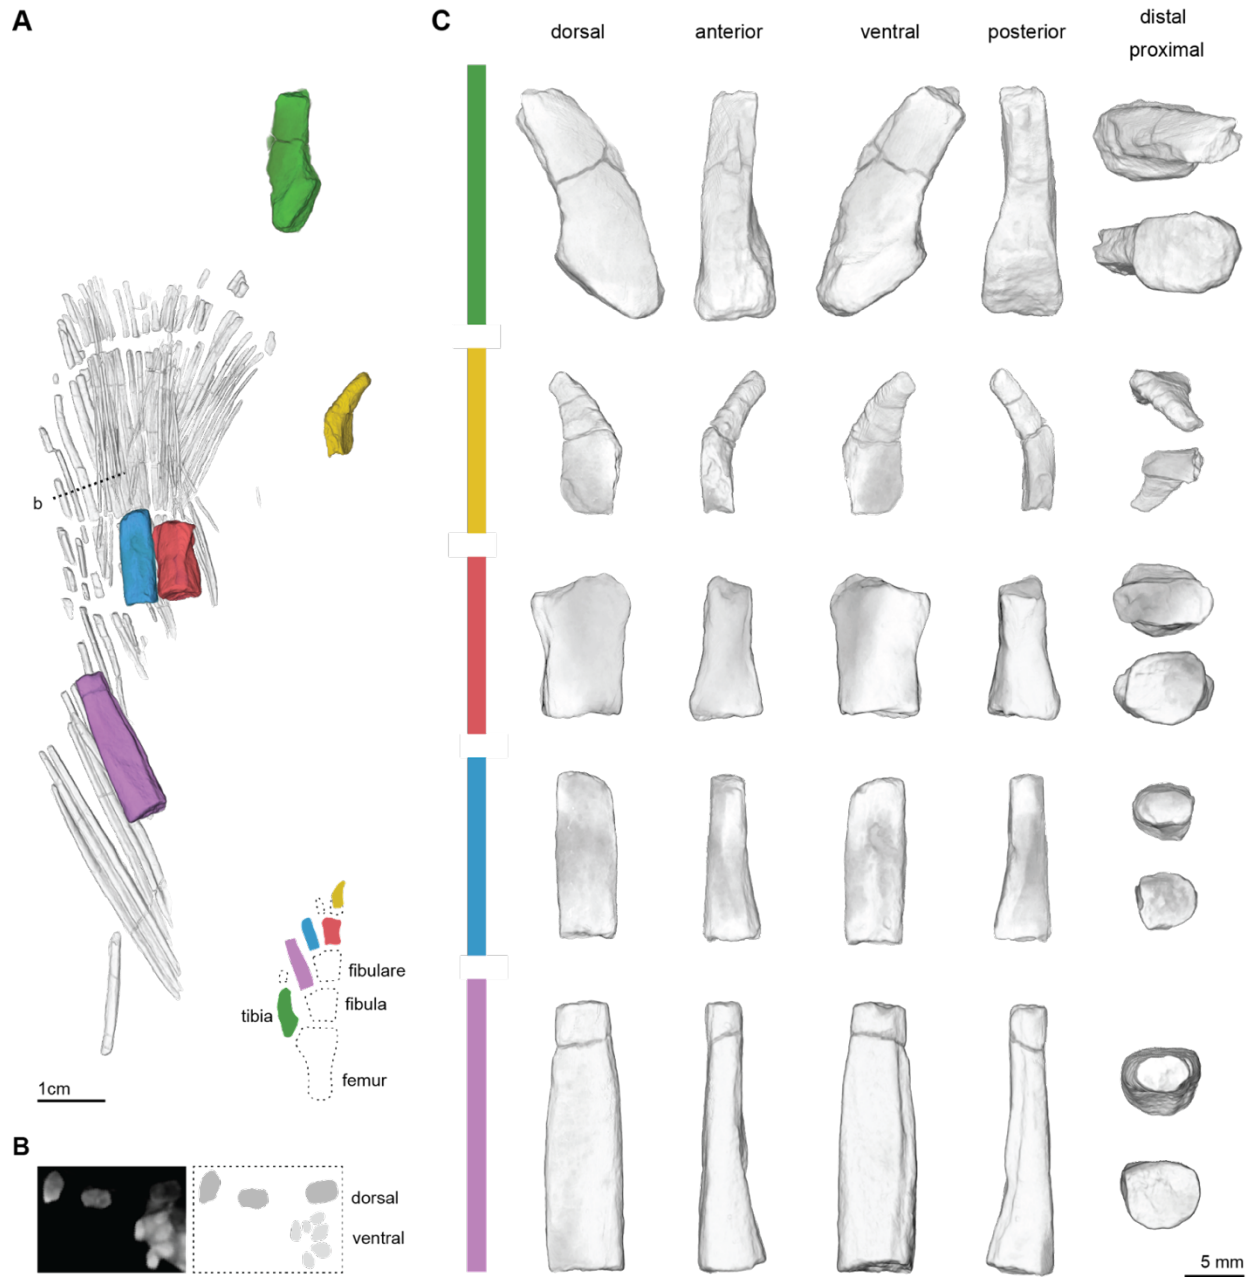 A
C
dorsal
anterior
ventral
posterior
distal
proximal
b
fibulare
fibula
tibia
femur
1cm
B
dorsal
ventral
5 mm